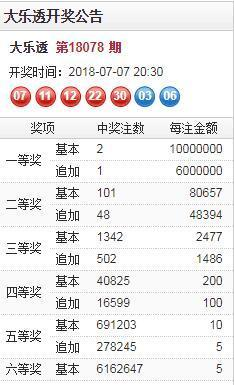 大乐透开奖公告
大乐透 第18078 期
开奖时间：2018-07-07 20:30
07 11 12 22 30 03 06
奖项 中奖注数 每注金额
一等奖 基本 2 10000000
追加 1 6000000
二等奖 基本 101 80657
追加 48 48394
三等奖 基本 1342 2477
追加 502 1486
四等奖 基本 40825 200
追加 16599 100
五等奖 基本 691203 10
追加 278245 5
六等奖 基本 6162647 5